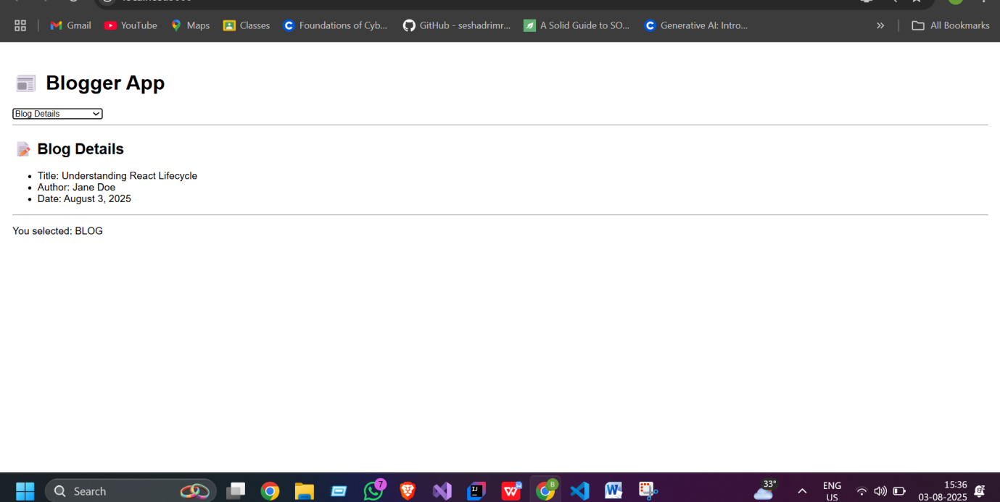 Gmail YouTube Maps Classes Foundations of Cyb... GitHub - seshadrimr... A Solid Guide to SO... Generative AI: Intro... » All Bookmarks
Blogger App
Blog Details
Blog Details
Title: Understanding React Lifecycle
Author: Jane Doe
Date: August 3, 2025
You selected: BLOG
Search 7 33° ENG 15:36
US 03-08-2025